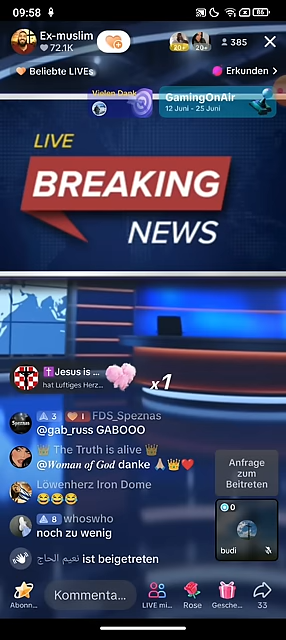 09:58
86
Ex-muslim
72.1K
20+
20+
385
Beliebte LIVEs
Erkunden
Vielen Dank
GamingOnAir
12 Juni - 25 Juni
LIVE
BREAKING
NEWS
Jesus is ...
hat Luftiges Herz...
x1
3 1 FDS_Speznas
@gab_russ GABOOO
👑 The Truth is alive 👑
@𝑾𝒐𝒎𝒂𝒏 𝒐𝒇 𝑮𝒐𝒅 danke 🙏🏼👑❤️
Löwenherz Iron Dome
😂😂😂
8 whoswho
noch zu wenig
نعيم الحاج ist beigetreten
Anfrage
zum
Beitreten
0
budi
Abonn...
Kommenta...
LIVE mi...
Rose
Gesche...
33